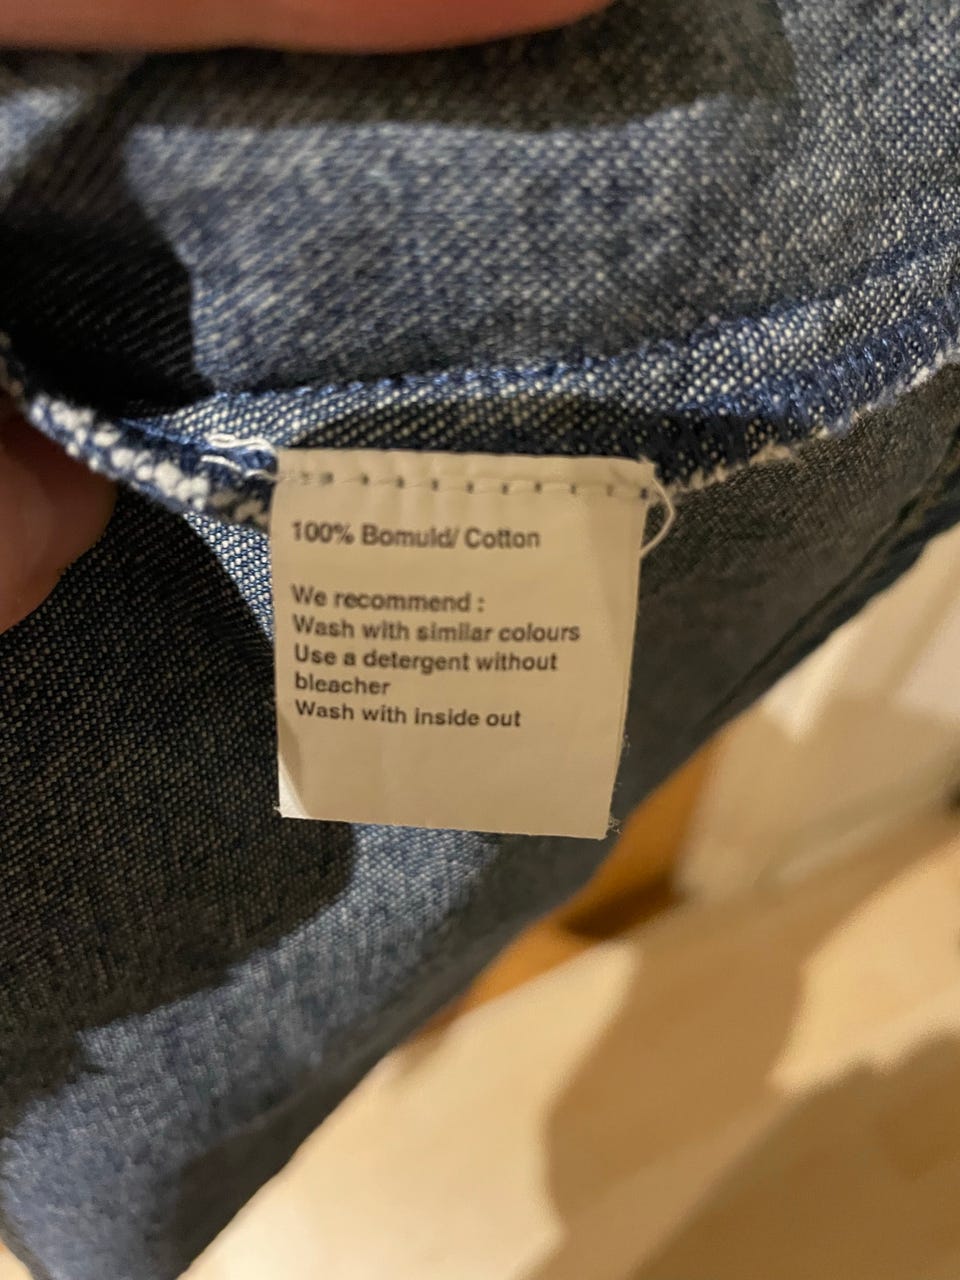 100% Bomuld/ Cotton
We recommend :
Wash with similar colours
Use a detergent without
bleacher
Wash with inside out